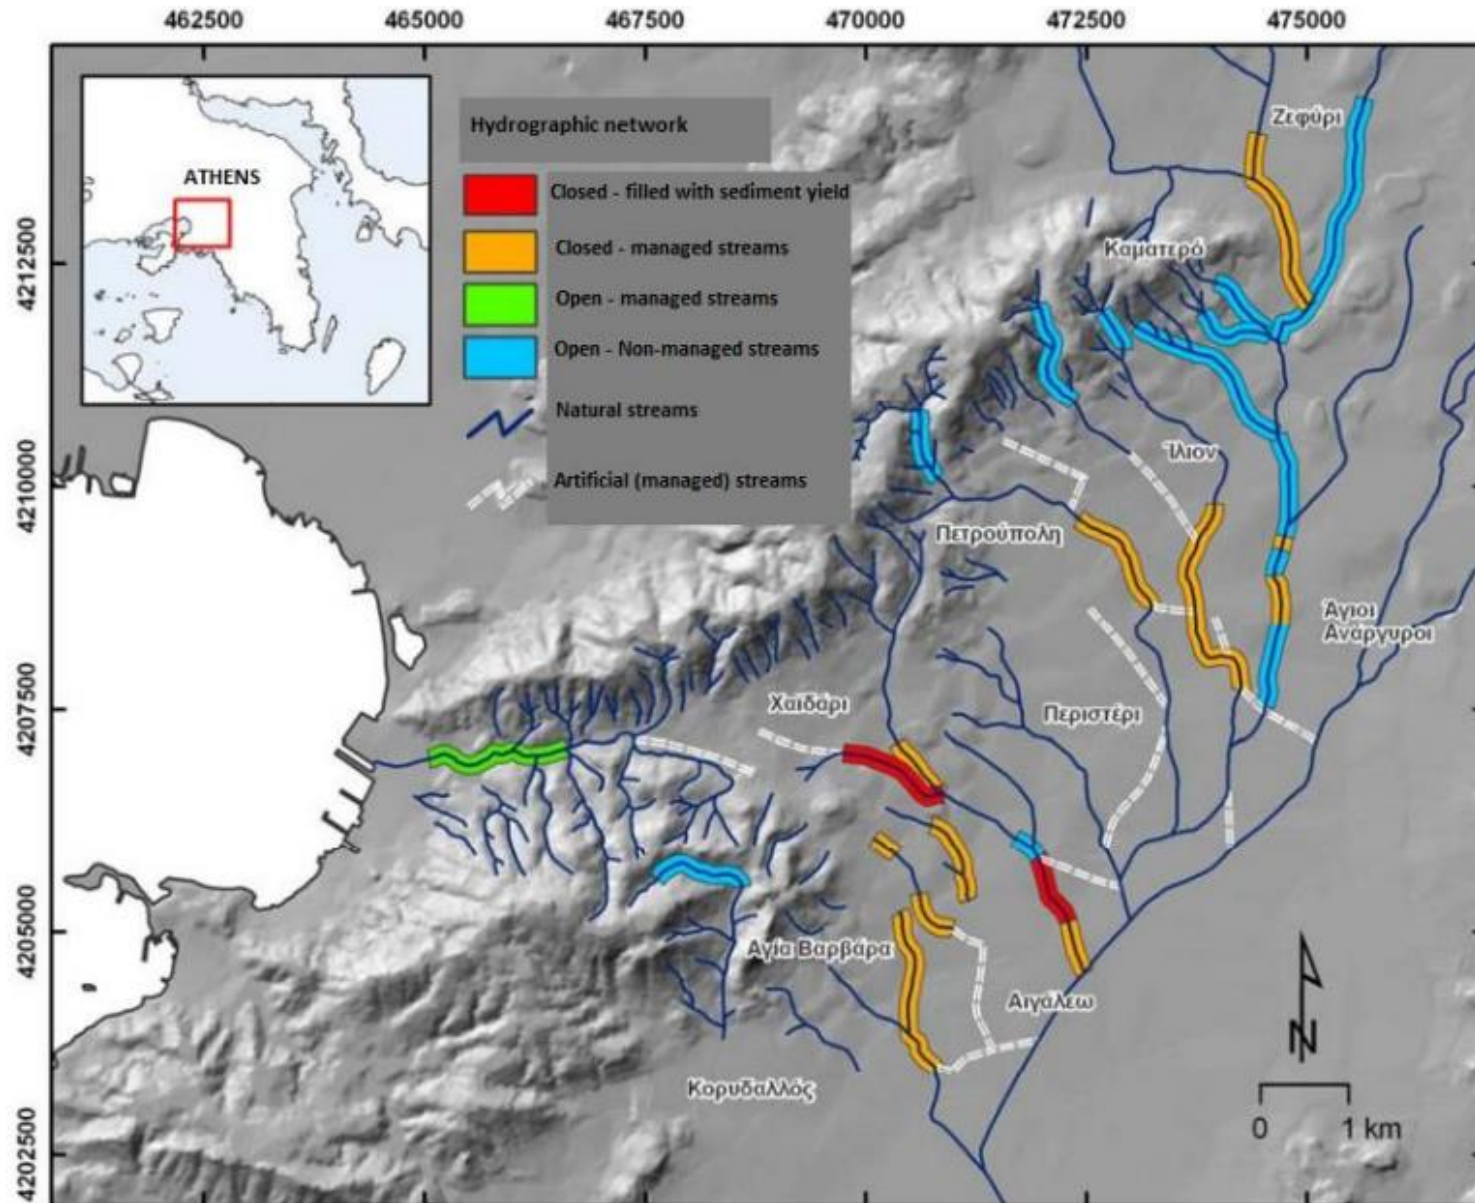 462500 465000 467500 470000 472500 475000
4212500
4210000
4207500
4205000
4202500
ATHENS
Hydrographic network
Closed - filled with sediment yield
Closed - managed streams
Open - managed streams
Open - Non-managed streams
Natural streams
Artificial (managed) streams
Ζεφύρι
Καματερό
Ίλιον
Πετρούπολη
Άγιοι
Ανάργυροι
Χαϊδάρι
Περιστέρι
Αγία Βαρβάρα
Αιγάλεω
Κορυδαλλός
N
0 1 km